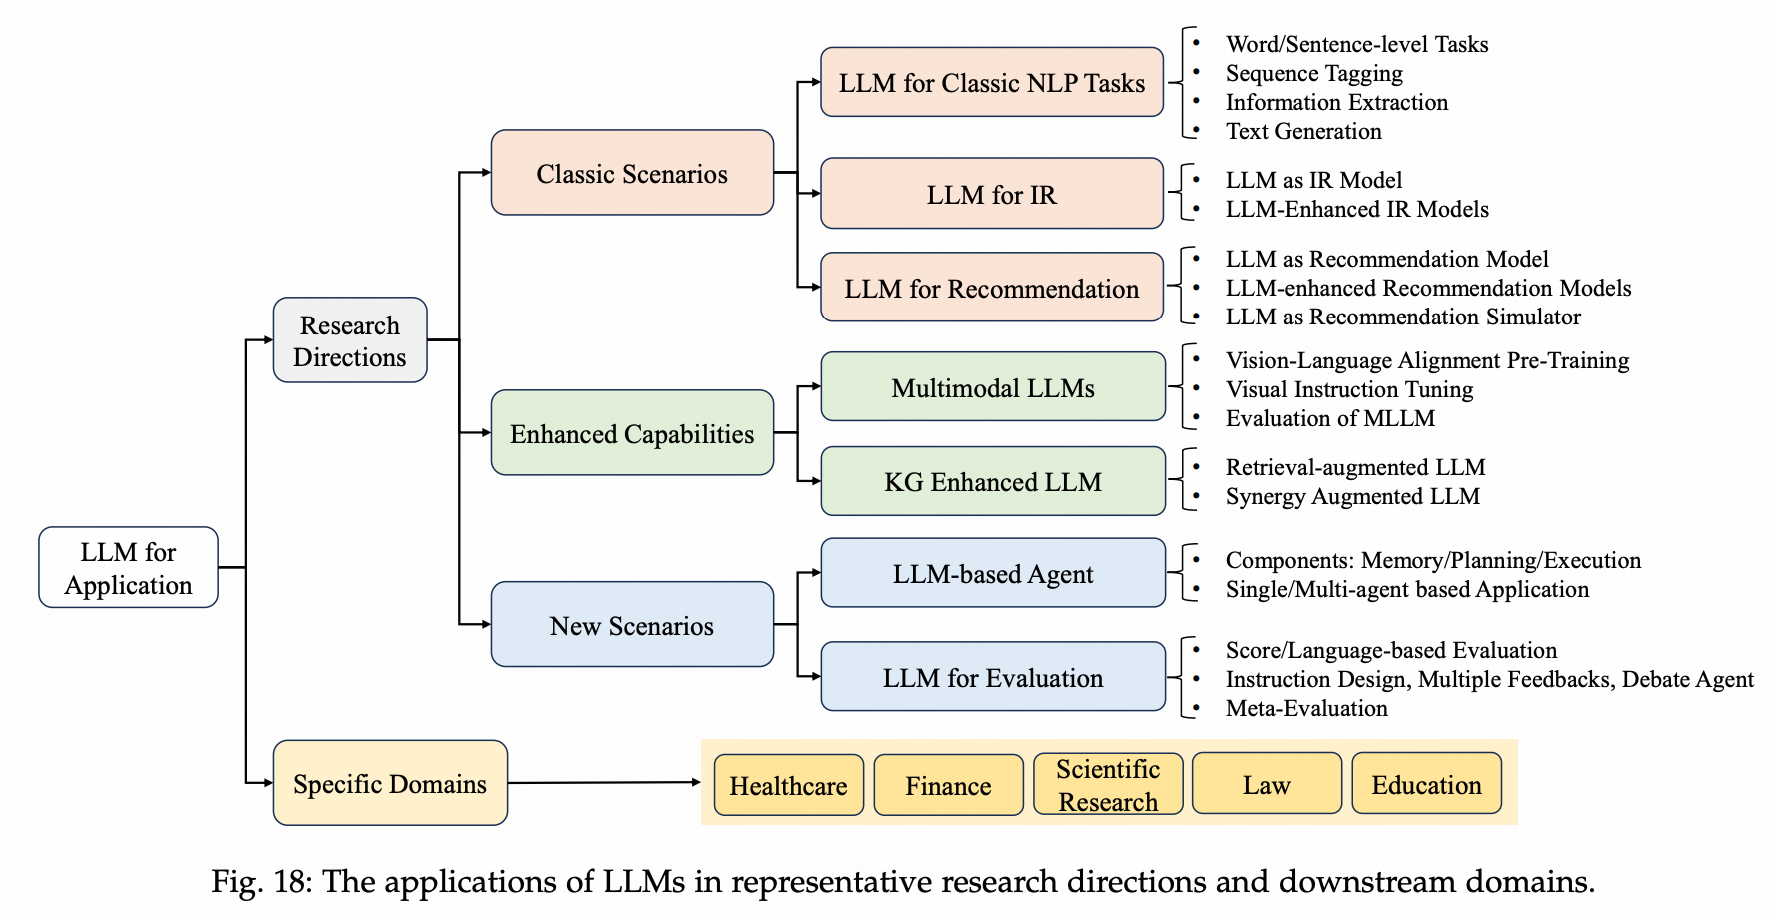 LLM for
Application
Research
Directions
Specific Domains
Classic Scenarios
Enhanced Capabilities
New Scenarios
LLM for Classic NLP Tasks
• Word/Sentence-level Tasks
• Sequence Tagging
• Information Extraction
• Text Generation
LLM for IR
• LLM as IR Model
• LLM-Enhanced IR Models
LLM for Recommendation
• LLM as Recommendation Model
• LLM-enhanced Recommendation Models
• LLM as Recommendation Simulator
Multimodal LLMs
• Vision-Language Alignment Pre-Training
• Visual Instruction Tuning
• Evaluation of MLLM
KG Enhanced LLM
• Retrieval-augmented LLM
• Synergy Augmented LLM
LLM-based Agent
• Components: Memory/Planning/Execution
• Single/Multi-agent based Application
LLM for Evaluation
• Score/Language-based Evaluation
• Instruction Design, Multiple Feedbacks, Debate Agent
• Meta-Evaluation
Healthcare
Finance
Scientific
Research
Law
Education
Fig. 18: The applications of LLMs in representative research directions and downstream domains.